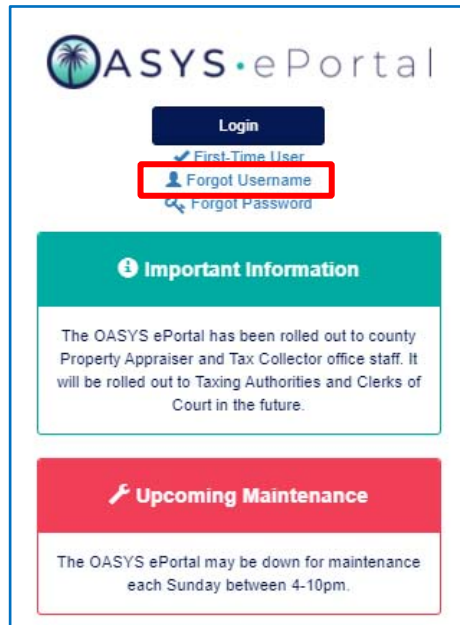 OASYS·ePortal
Login
First-Time User
Forgot Username
Forgot Password
Important Information
The OASYS ePortal has been rolled out to county
Property Appraiser and Tax Collector office staff. It
will be rolled out to Taxing Authorities and Clerks of
Court in the future.
Upcoming Maintenance
The OASYS ePortal may be down for maintenance
each Sunday between 4-10pm.